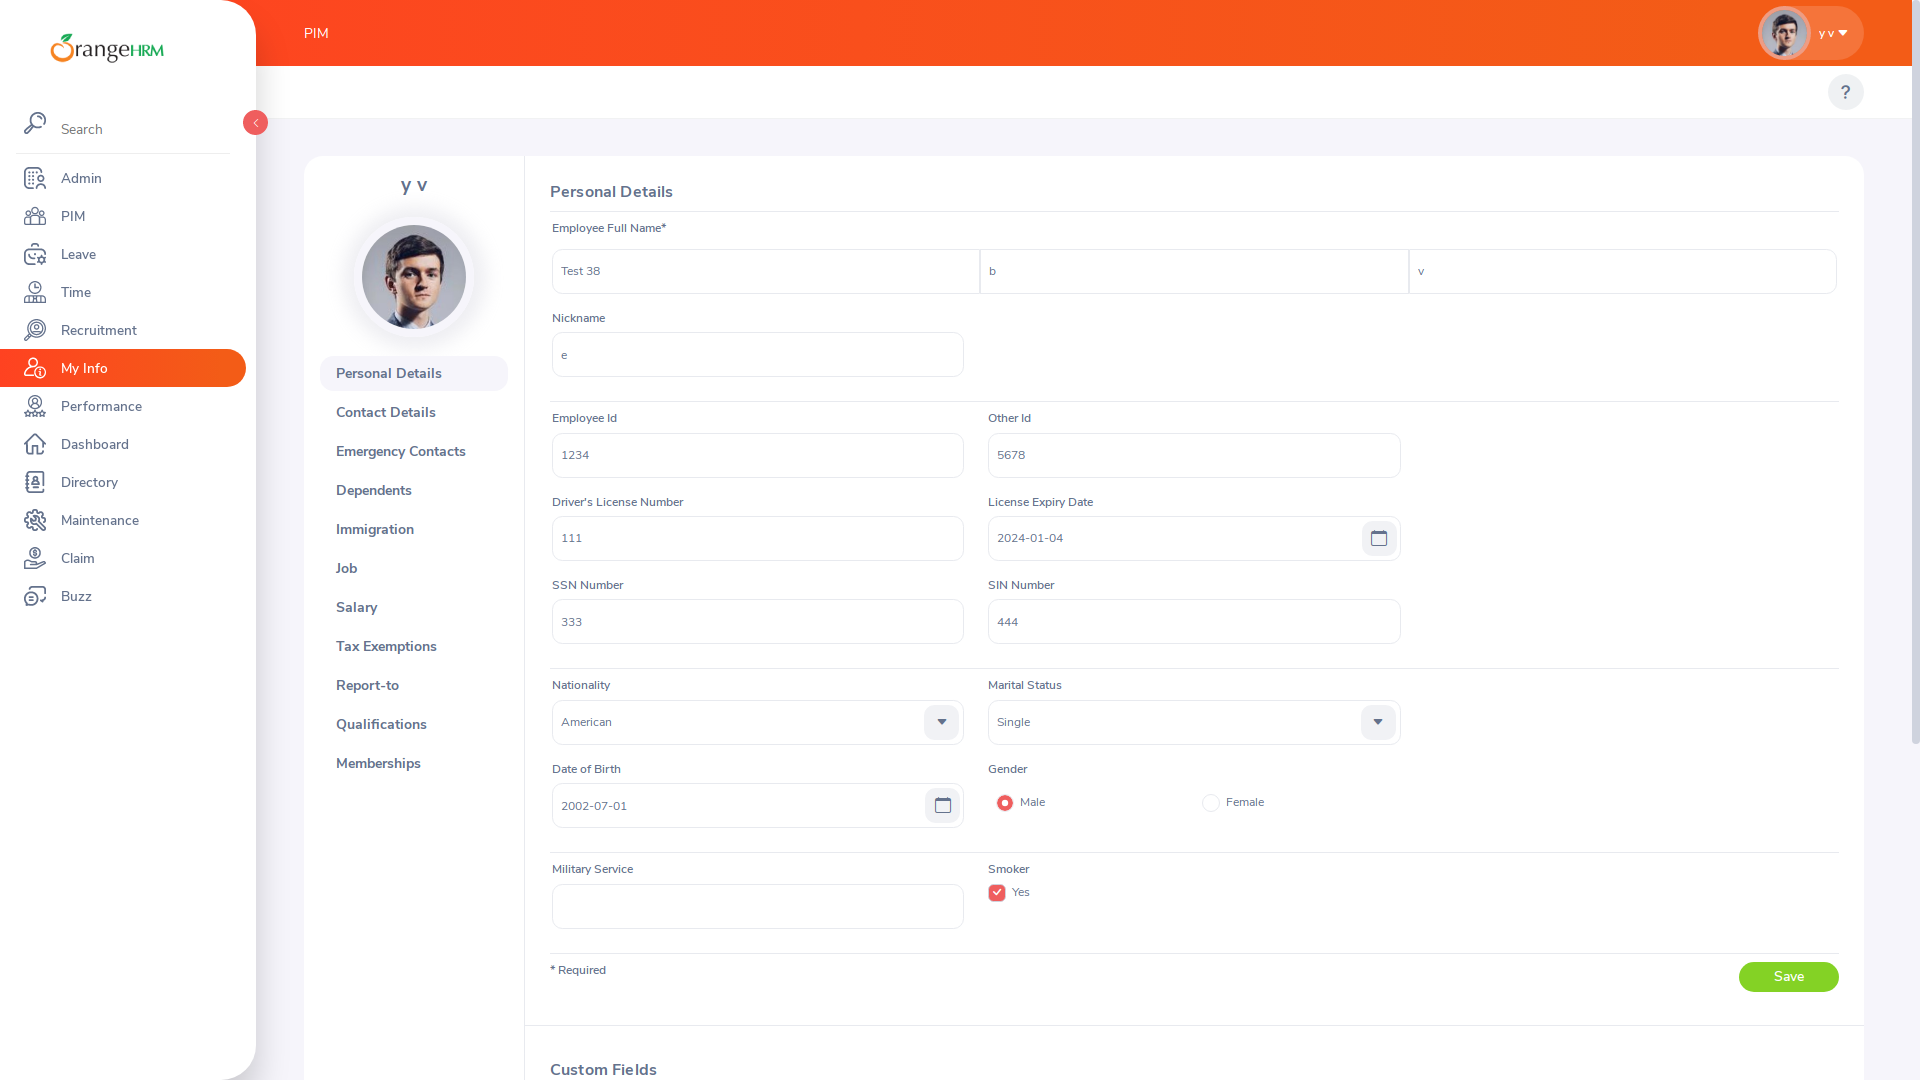 OrangeHRM
PIM
y v
?
Search
Admin
PIM
Leave
Time
Recruitment
My Info
Performance
Dashboard
Directory
Maintenance
Claim
Buzz
y v
Personal Details
Contact Details
Emergency Contacts
Dependents
Immigration
Job
Salary
Tax Exemptions
Report-to
Qualifications
Memberships
Personal Details
Employee Full Name*
Test 38 b v
Nickname
e
Employee Id Other Id
1234 5678
Driver's License Number License Expiry Date
111 2024-01-04
SSN Number SIN Number
333 444
Nationality Marital Status
American Single
Date of Birth Gender
2002-07-01 Male Female
Military Service Smoker
Yes
* Required Save
Custom Fields